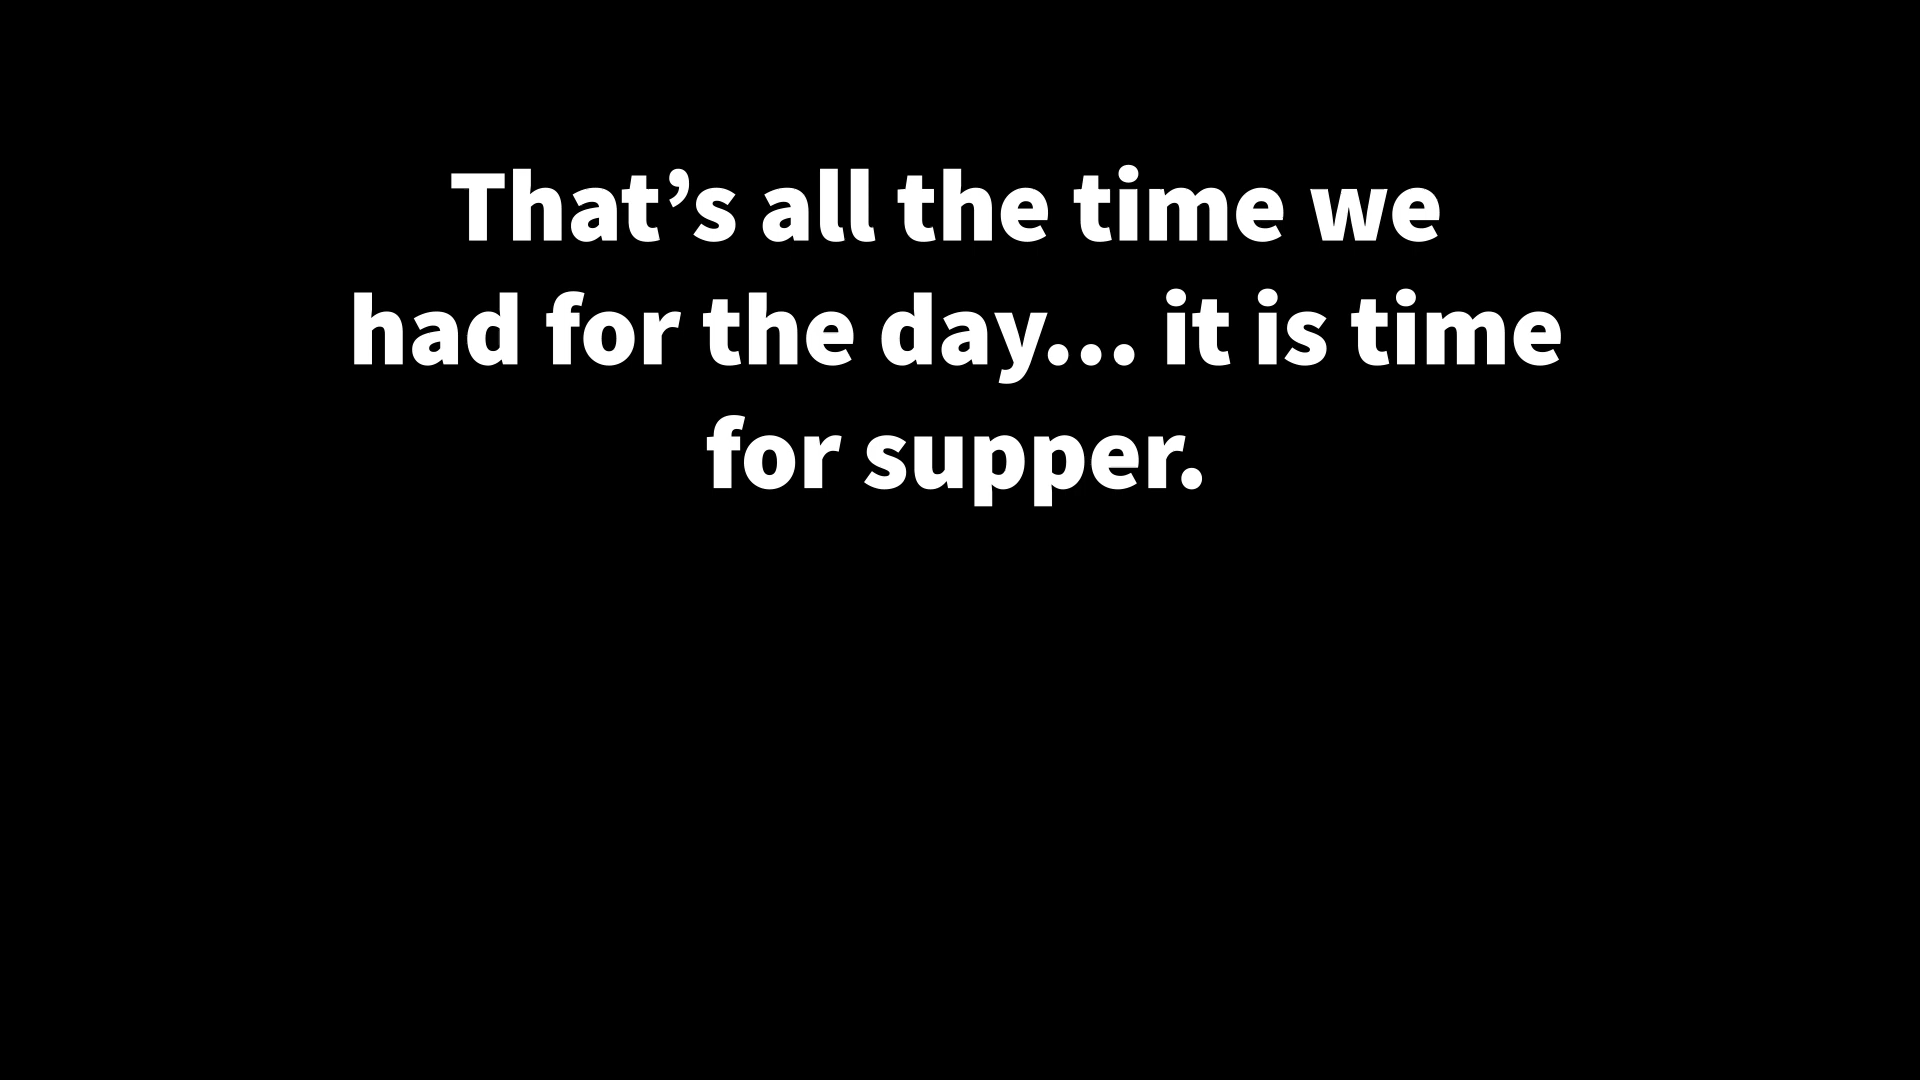 That’s all the time we
had for the day... it is time
for supper.